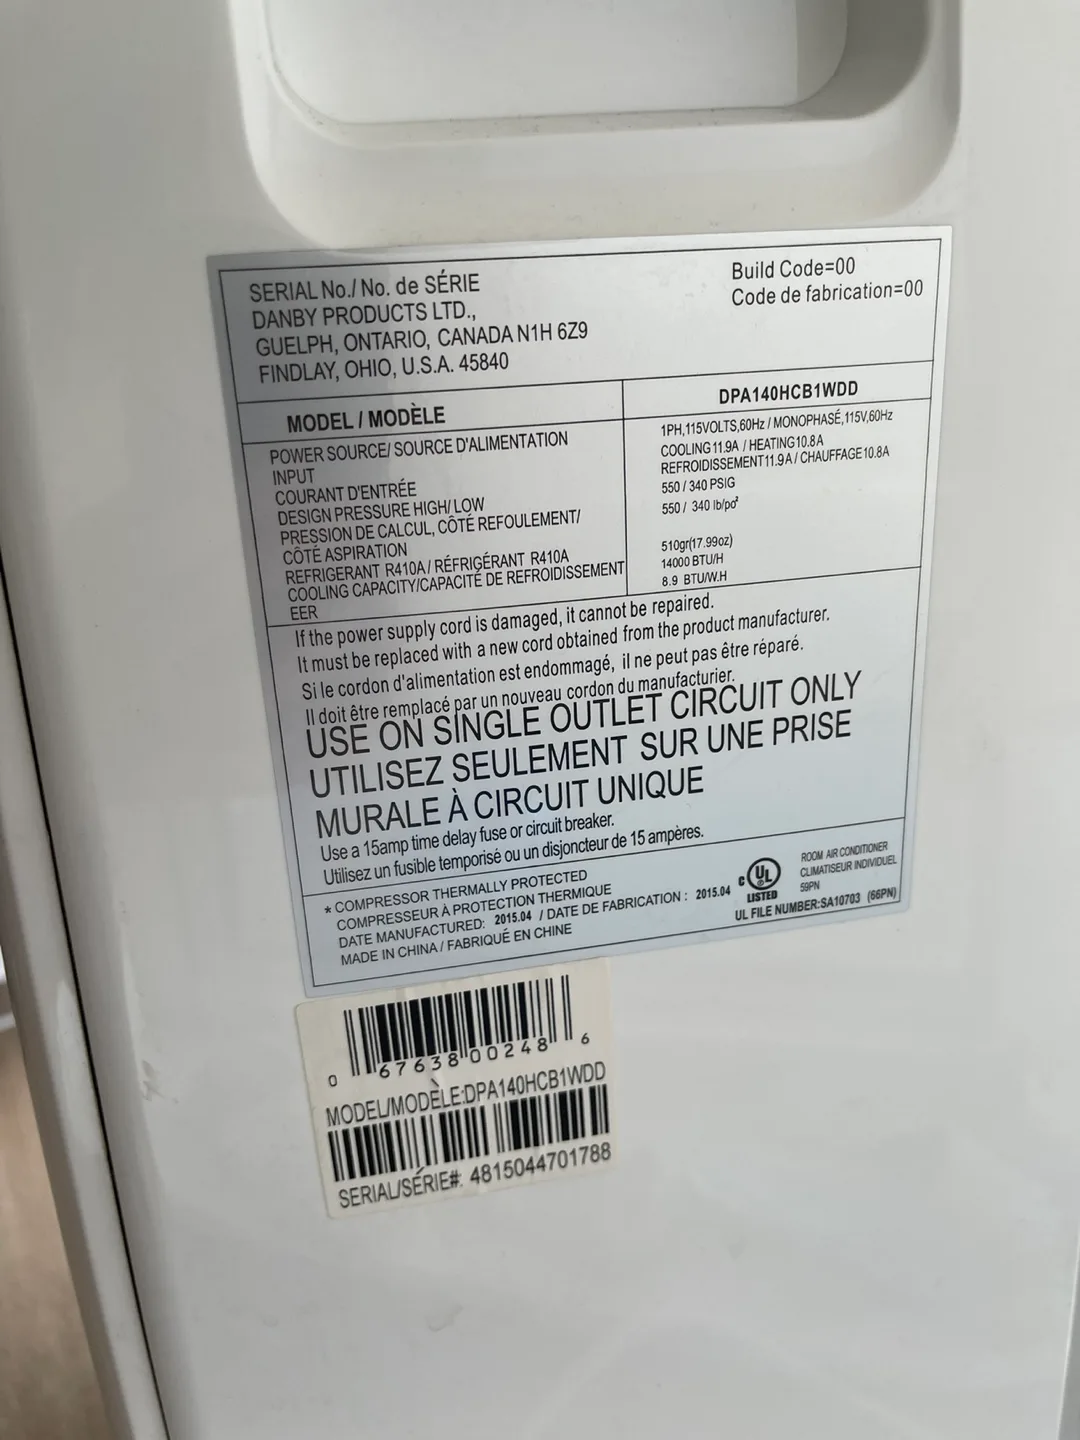 SERIAL No./ No. de SÉRIE
DANBY PRODUCTS LTD.,
GUELPH, ONTARIO, CANADA N1H 6Z9
FINDLAY, OHIO, U.S.A. 45840
Build Code=00
Code de fabrication=00
MODEL / MODÈLE
DPA140HCB1WDD
POWER SOURCE/ SOURCE D'ALIMENTATION
INPUT
COURANT D'ENTRÉE
DESIGN PRESSURE HIGH/ LOW
PRESSION DE CALCUL, CÔTÉ REFOULEMENT/
CÔTÉ ASPIRATION
REFRIGERANT R410A / RÉFRIGÉRANT R410A
COOLING CAPACITY/CAPACITÉ DE REFROIDISSEMENT
EER
1PH,115VOLTS,60Hz / MONOPHASÉ,115V,60Hz
COOLING 11.9A / HEATING10.8A
REFROIDISSEMENT11.9A / CHAUFFAGE10.8A
550 / 340 PSIG
550 / 340 lb/po²
510gr(17.99oz)
14000 BTU/H
8.9 BTU/W.H
If the power supply cord is damaged, it cannot be repaired.
It must be replaced with a new cord obtained from the product manufacturer.
Si le cordon d'alimentation est endommagé, il ne peut pas être réparé.
Il doit être remplacé par un nouveau cordon du manufacturier.
USE ON SINGLE OUTLET CIRCUIT ONLY
UTILISEZ SEULEMENT SUR UNE PRISE
MURALE À CIRCUIT UNIQUE
Use a 15amp time delay fuse or circuit breaker.
Utilisez un fusible temporisé ou un disjoncteur de 15 ampères.
* COMPRESSOR THERMALLY PROTECTED
COMPRESSEUR À PROTECTION THERMIQUE
DATE MANUFACTURED: 2015.04 / DATE DE FABRICATION : 2015.04
MADE IN CHINA / FABRIQUÉ EN CHINE
C UL
LISTED
ROOM AIR CONDITIONER
CLIMATISEUR INDIVIDUEL
59PN
UL FILE NUMBER:SA10703 (66PN)
0 67638 00248 6
MODEL/MODÈLE:DPA140HCB1WDD
SERIAL/SÉRIE#: 4815044701788